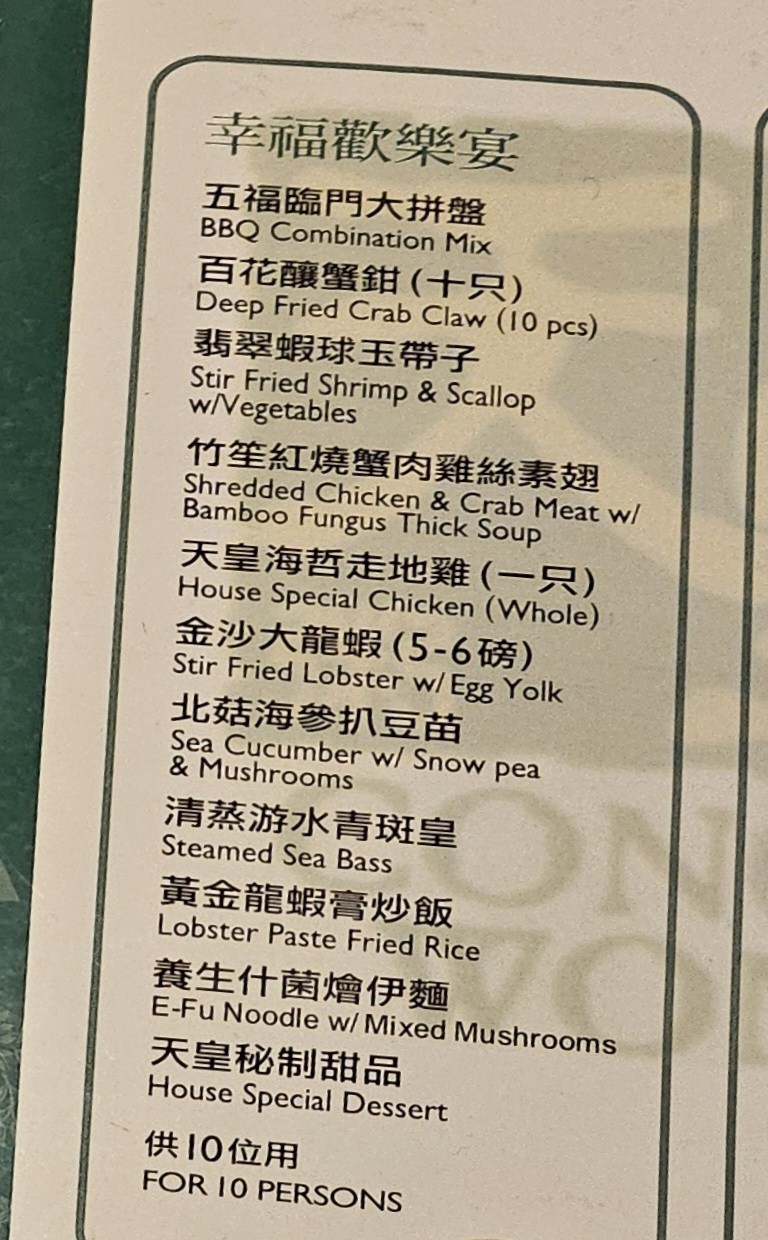 幸福歡樂宴
五福臨門大拼盤
BBQ Combination Mix
百花釀蟹鉗 (十只)
Deep Fried Crab Claw (10 pcs)
翡翠蝦球玉帶子
Stir Fried Shrimp & Scallop
w/Vegetables
竹笙紅燒蟹肉雞絲素翅
Shredded Chicken & Crab Meat w/
Bamboo Fungus Thick Soup
天皇海哲走地雞 (一只)
House Special Chicken (Whole)
金沙大龍蝦 (5-6磅)
Stir Fried Lobster w/ Egg Yolk
北菇海參扒豆苗
Sea Cucumber w/ Snow pea
& Mushrooms
清蒸游水青斑皇
Steamed Sea Bass
黃金龍蝦膏炒飯
Lobster Paste Fried Rice
養生什菌燴伊麵
E-Fu Noodle w/ Mixed Mushrooms
天皇秘制甜品
House Special Dessert
供10位用
FOR 10 PERSONS